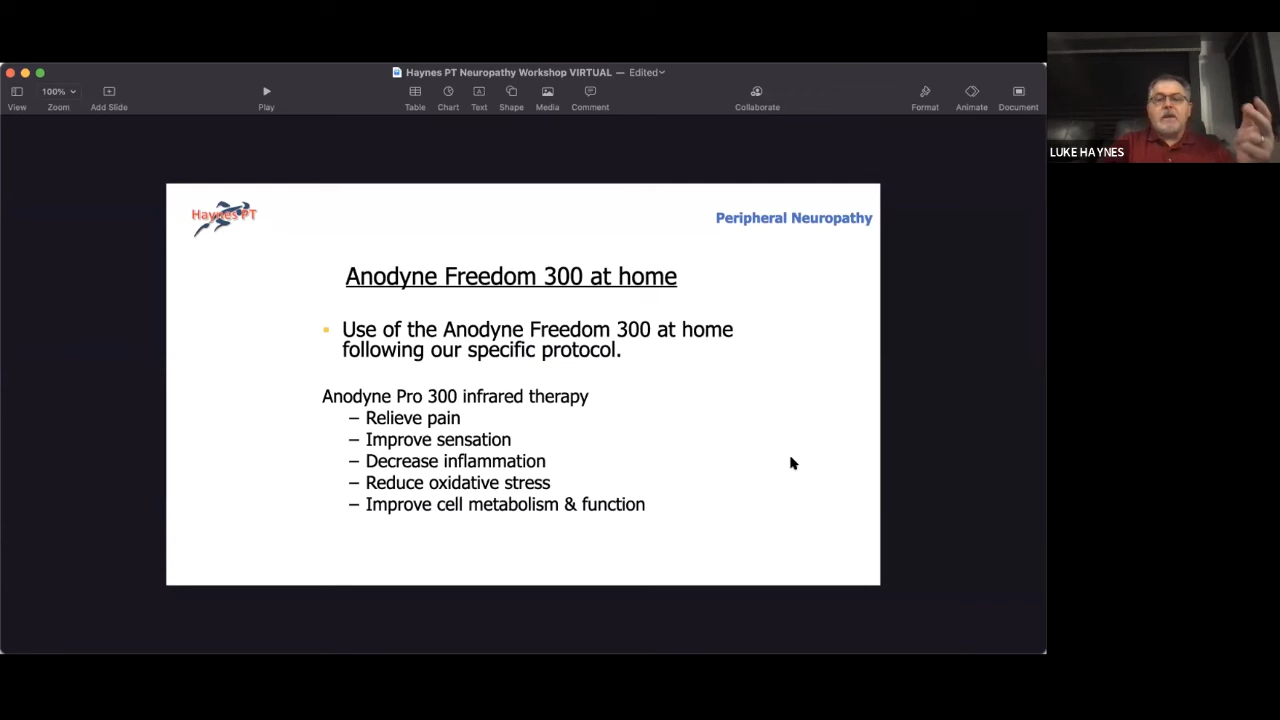 Haynes PT Neuropathy Workshop VIRTUAL — Edited
100%
View
Zoom
Add Slide
Play
Table
Chart
Text
Shape
Media
Comment
Collaborate
Format
Animate
Document
LUKE HAYNES
Haynes PT
Peripheral Neuropathy
Anodyne Freedom 300 at home
▪ Use of the Anodyne Freedom 300 at home
following our specific protocol.
Anodyne Pro 300 infrared therapy
– Relieve pain
– Improve sensation
– Decrease inflammation
– Reduce oxidative stress
– Improve cell metabolism & function